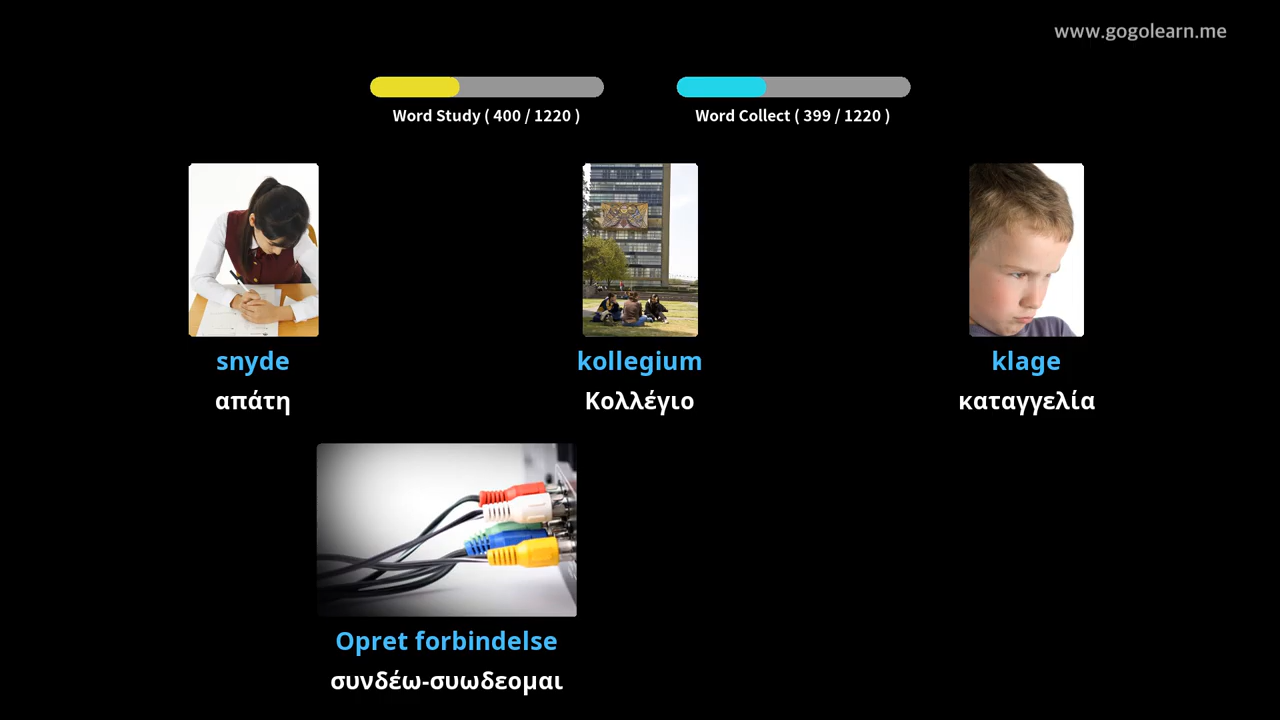 www.gogolearn.me
Word Study ( 400 / 1220 )
Word Collect ( 399 / 1220 )
snyde
απάτη
kollegium
Κολλέγιο
klage
καταγγελία
Opret forbindelse
συνδέω-συωδεομαι